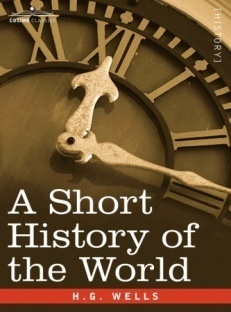 COSIMO CLASSICS
[HISTORY]
A Short
History of
the World
H.G. WELLS